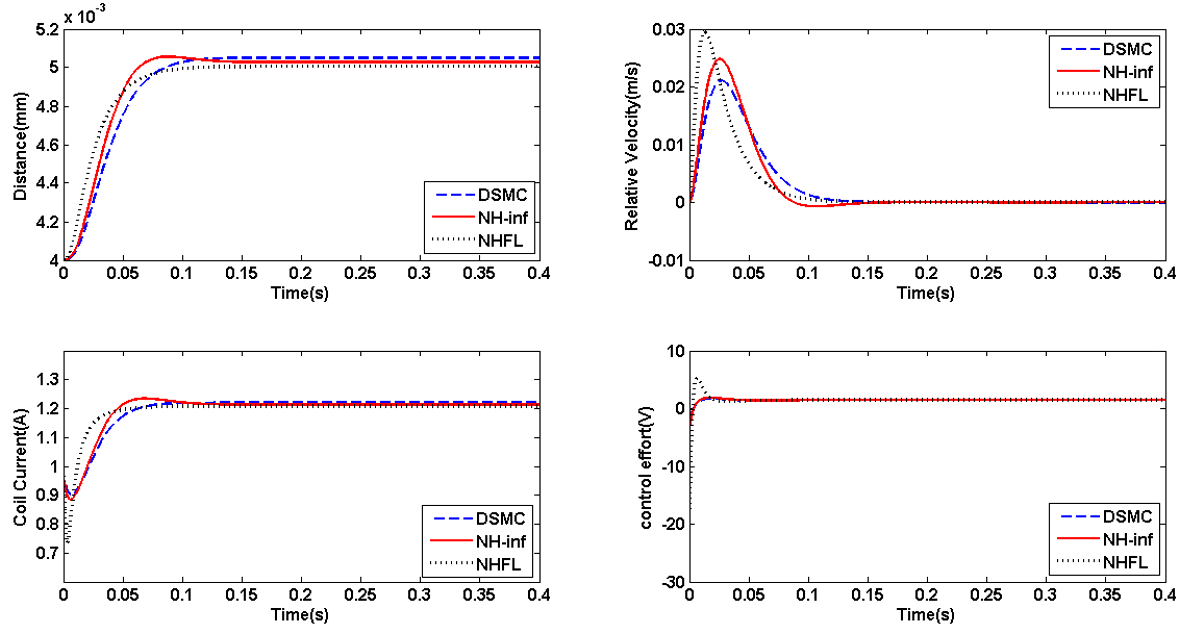 x 10⁻³
5.2
5
4.8
4.6
4.4
4.2
4
Distance(mm)
0
0.05
0.1
0.15
0.2
0.25
0.3
0.35
0.4
Time(s)
DSMC
NH-inf
NHFL
0.03
0.02
0.01
0
-0.01
Relative Velocity(m/s)
0
0.05
0.1
0.15
0.2
0.25
0.3
0.35
0.4
Time(s)
DSMC
NH-inf
NHFL
1.3
1.2
1.1
1
0.9
0.8
0.7
Coil Current(A)
0
0.05
0.1
0.15
0.2
0.25
0.3
0.35
0.4
Time(s)
DSMC
NH-inf
NHFL
10
0
-10
-20
-30
control effort(V)
0
0.05
0.1
0.15
0.2
0.25
0.3
0.35
0.4
Time(s)
DSMC
NH-inf
NHFL